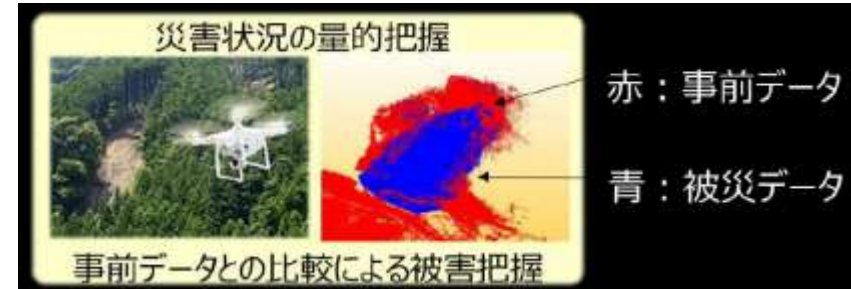 災害状況の量的把握
赤：事前データ
青：被災データ
事前データとの比較による被害把握